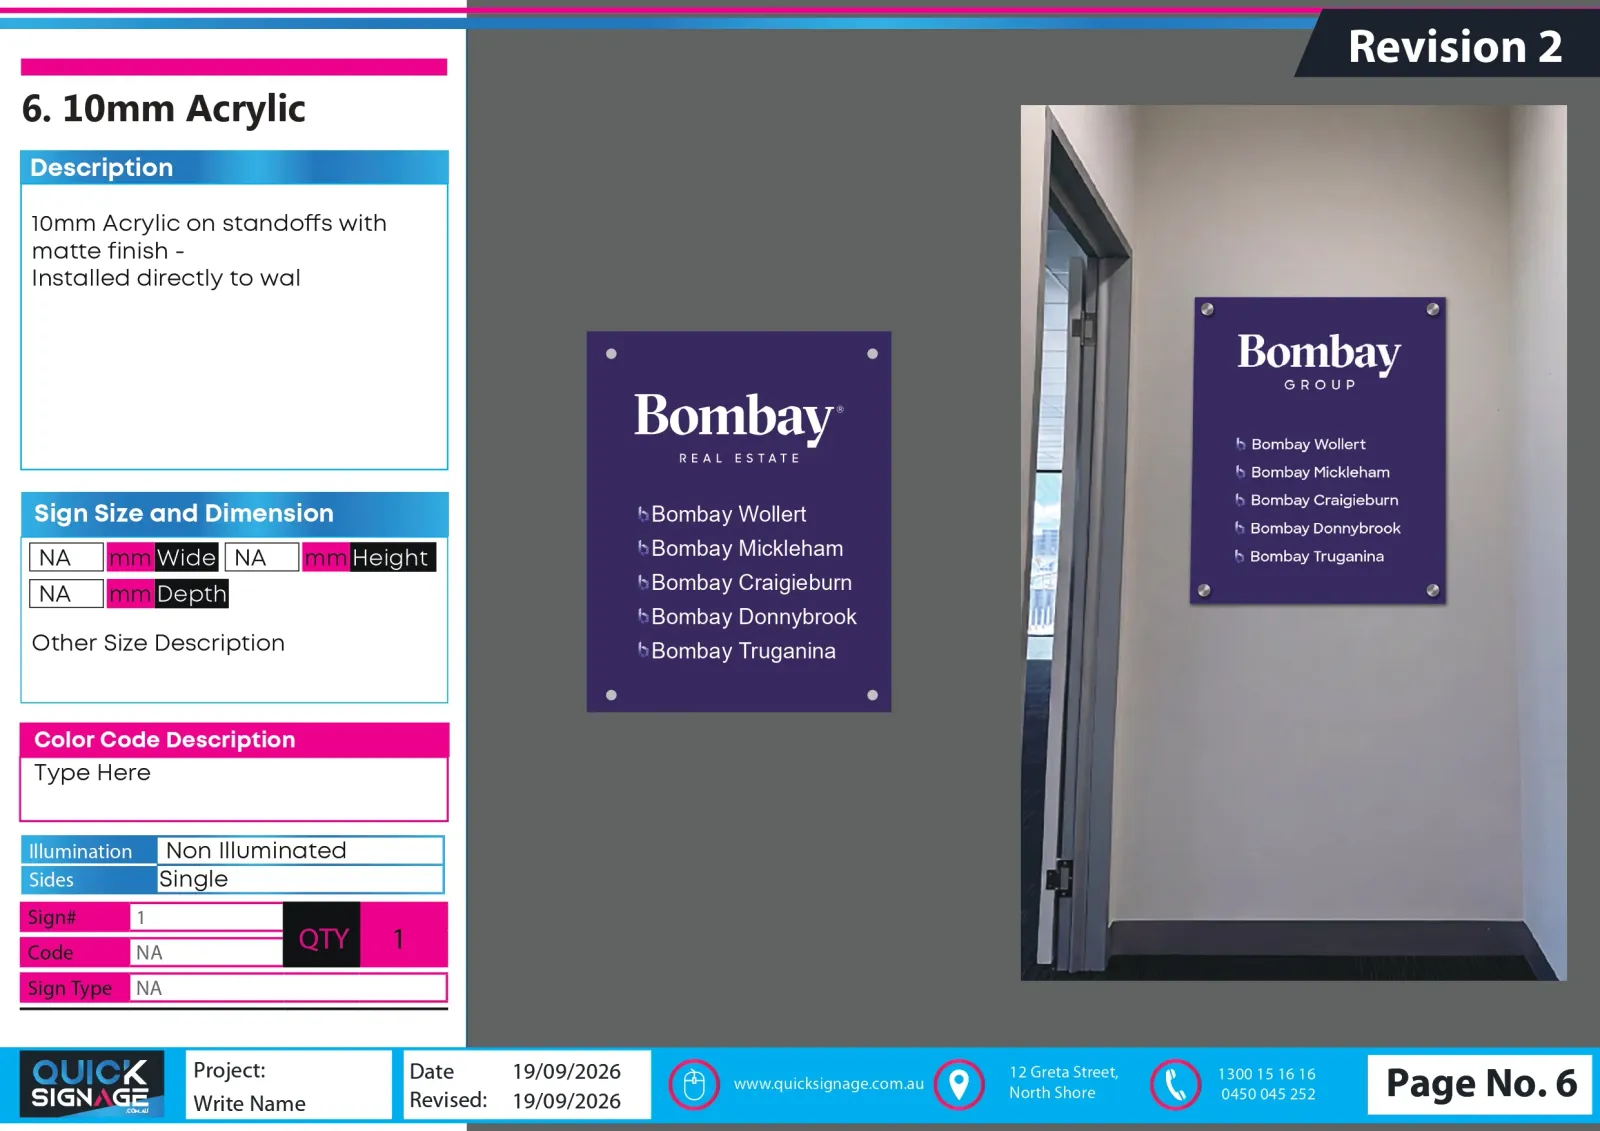 Revision 2
6. 10mm Acrylic
Description
10mm Acrylic on standoffs with
matte finish -
Installed directly to wal
Sign Size and Dimension
NA mm Wide NA mm Height
NA mm Depth
Other Size Description
Color Code Description
Type Here
Illumination Non Illuminated
Sides Single
Sign# 1
Code NA
QTY 1
Sign Type NA
Bombay®
REAL ESTATE
Bombay Wollert
Bombay Mickleham
Bombay Craigieburn
Bombay Donnybrook
Bombay Truganina
Bombay
GROUP
Bombay Wollert
Bombay Mickleham
Bombay Craigieburn
Bombay Donnybrook
Bombay Truganina
QUICK
SIGNAGE
.COM.AU
Project:
Write Name
Date 19/09/2026
Revised: 19/09/2026
www.quicksignage.com.au
12 Greta Street,
North Shore
1300 15 16 16
0450 045 252
Page No. 6